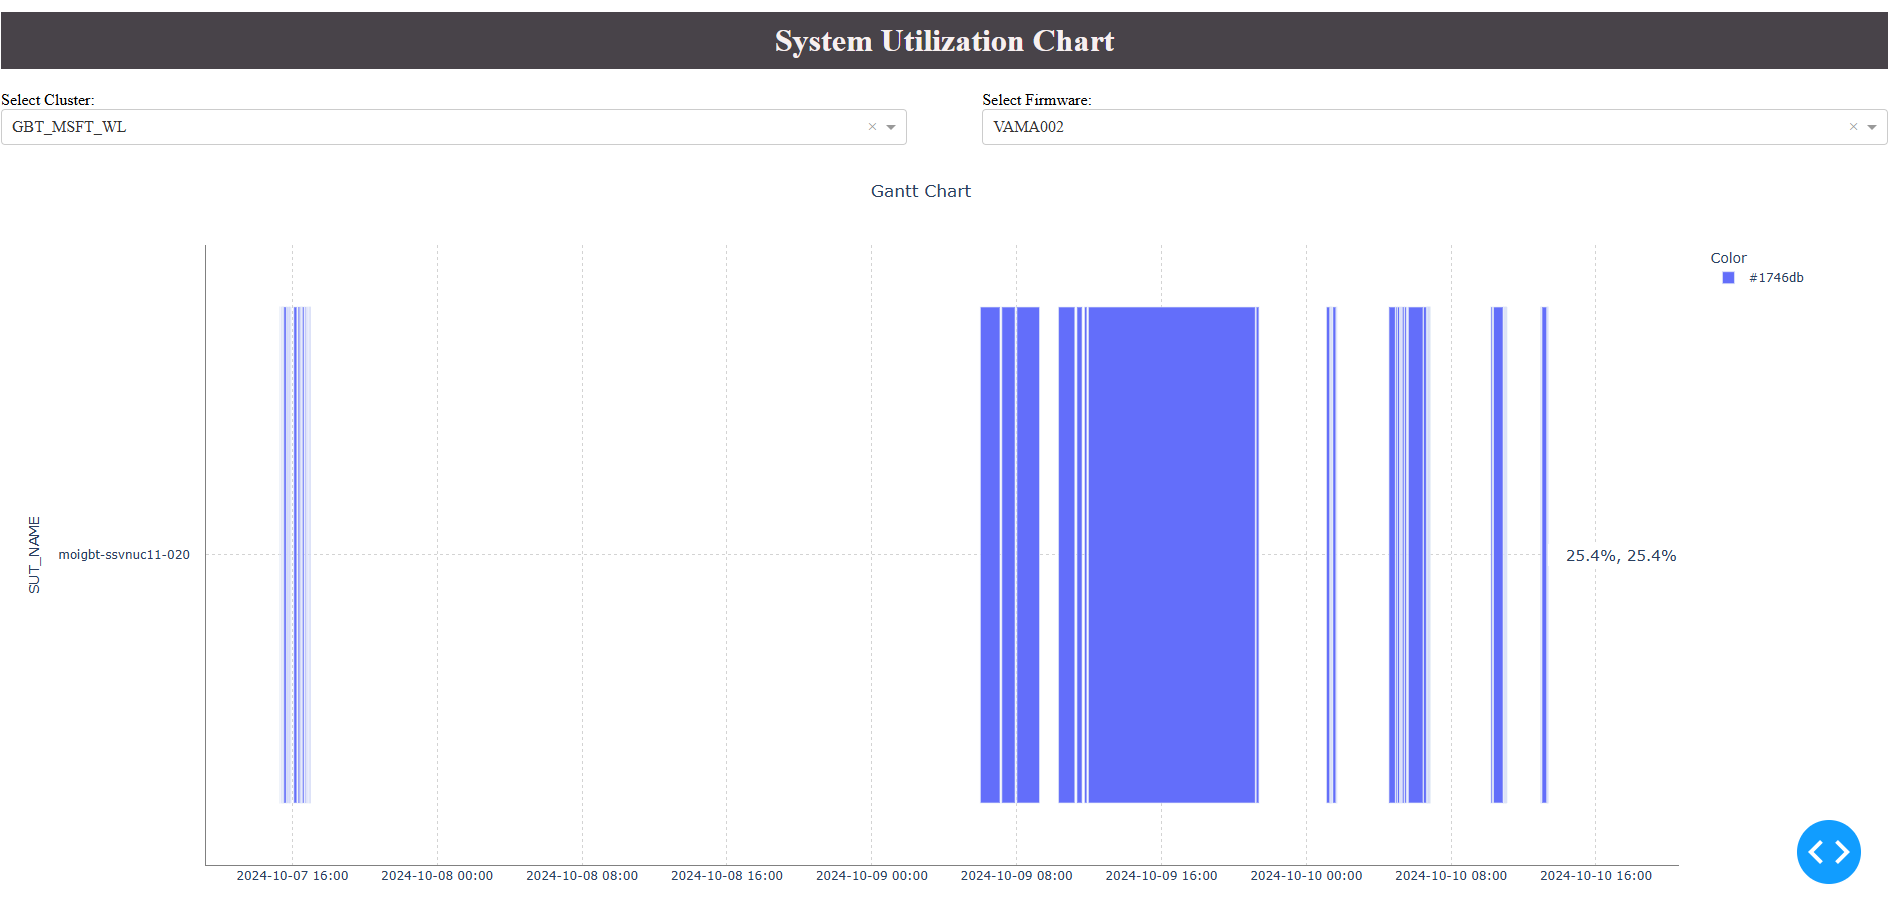 System Utilization Chart
Select Cluster:
Select Firmware:
GBT_MSFT_WL
VAMA002
Gantt Chart
Color
#1746db
SUT_NAME
moigbt-ssvnuc11-020
25.4%, 25.4%
2024-10-07 16:00
2024-10-08 00:00
2024-10-08 08:00
2024-10-08 16:00
2024-10-09 00:00
2024-10-09 08:00
2024-10-09 16:00
2024-10-10 00:00
2024-10-10 08:00
2024-10-10 16:00